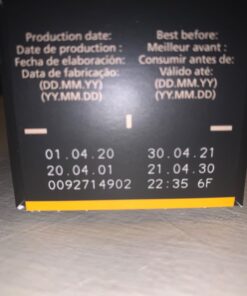 Production date: Best before:
Date de production : Meilleur avant :
Fecha de elaboración: Consumir antes de:
Data de fabricação: Válido até:
(DD.MM.YY) (DD.MM.YY)
(YY.MM.DD) (YY.MM.DD)
01.04.20 30.04.21
20.04.01 21.04.30
0092714902 22:35 6F